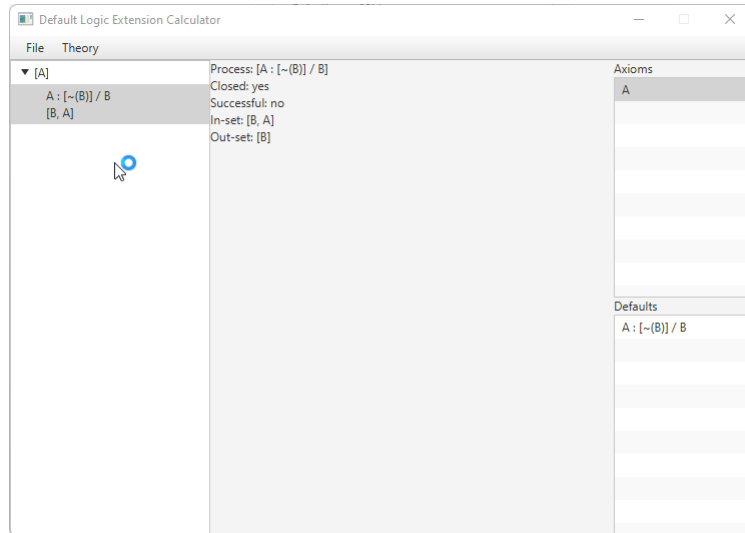 Default Logic Extension Calculator
File Theory
[A]
A : [~(B)] / B
[B, A]
Process: [A : [~(B)] / B]
Closed: yes
Successful: no
In-set: [B, A]
Out-set: [B]
Axioms
A
Defaults
A : [~(B)] / B